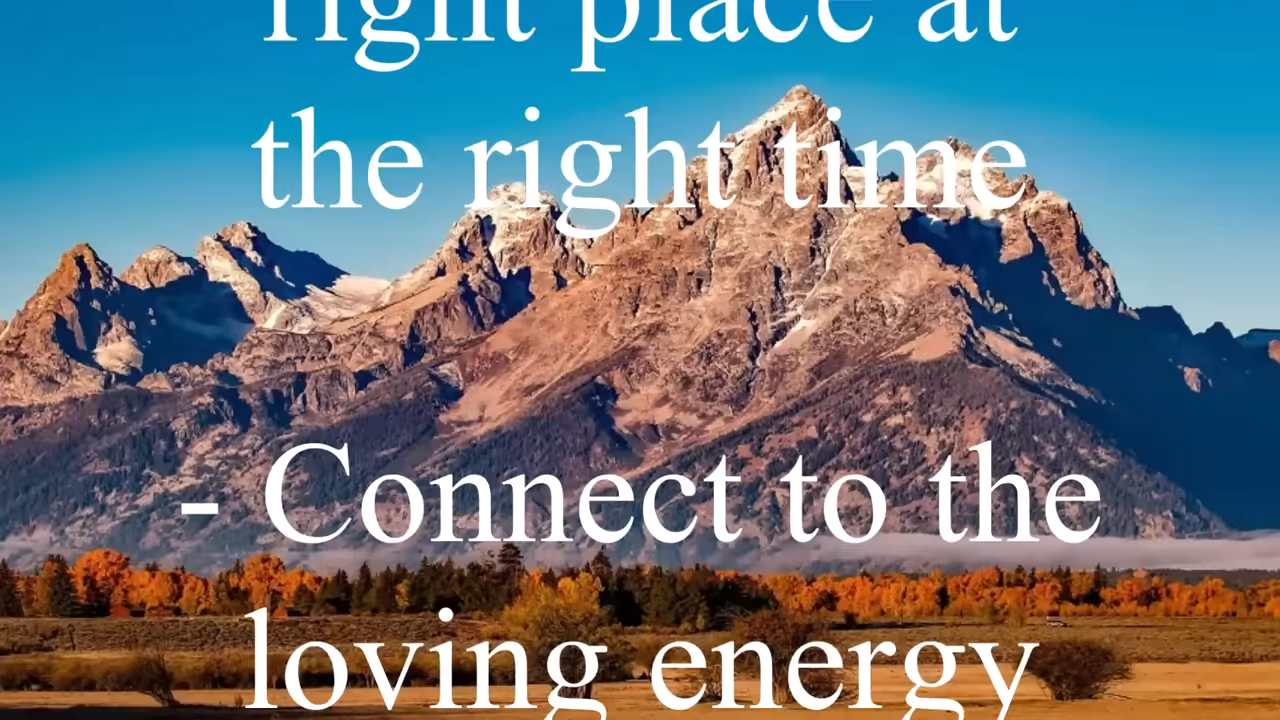 right place at
the right time
- Connect to the
loving energy